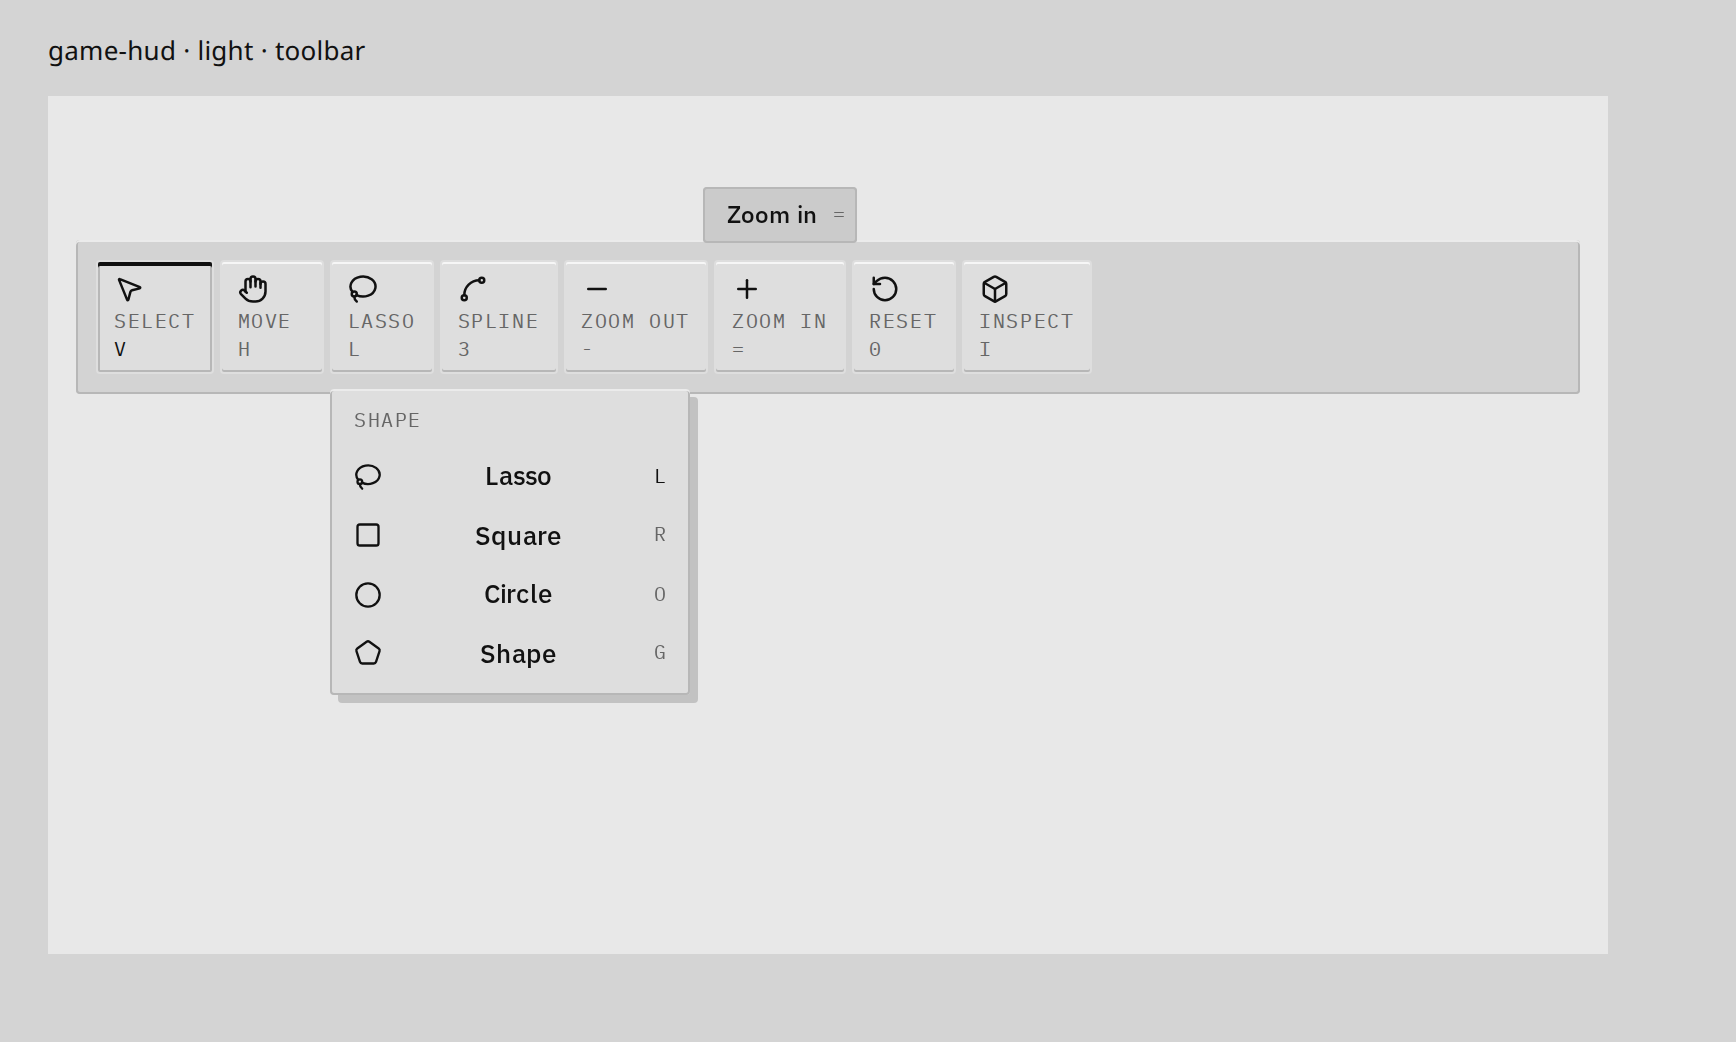 game-hud · light · toolbar
Zoom in =
SELECT
V
MOVE
H
LASSO
L
SPLINE
3
ZOOM OUT
-
ZOOM IN
=
RESET
0
INSPECT
I
SHAPE
Lasso L
Square R
Circle O
Shape G